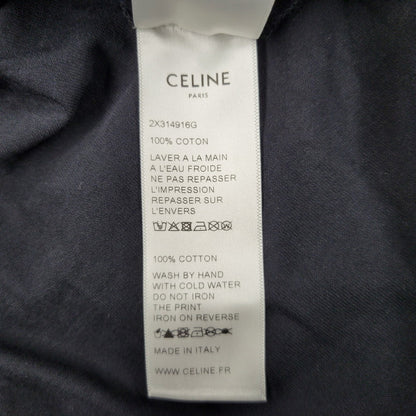 CELINE
PARIS
2X314916G
100% COTON
LAVER A LA MAIN
A L'EAU FROIDE
NE PAS REPASSER
L'IMPRESSION
REPASSER SUR
L'ENVERS
100% COTTON
WASH BY HAND
WITH COLD WATER
DO NOT IRON
THE PRINT
IRON ON REVERSE
MADE IN ITALY
WWW.CELINE.FR